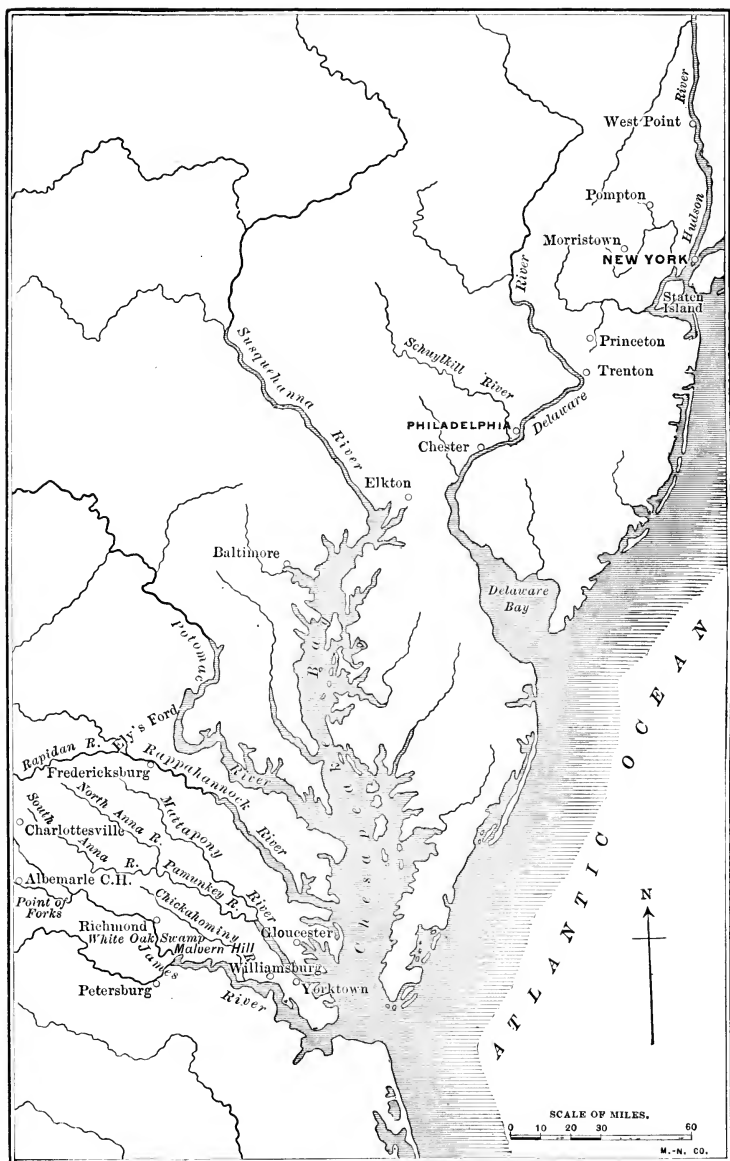 West Point
River
Pompton
Hudson
Morristown
NEW YORK
Staten
Island
River
Princeton
Trenton
Schuylkill River
Susquehanna River
PHILADELPHIA
Delaware
Chester
Elkton
Baltimore
Delaware
Bay
Potomac
River
Chesapeake Bay
ATLANTIC OCEAN
Rapidan R.
Ely's Ford
Fredericksburg
Rappahannock
River
North Anna R.
Mattapony
River
South
Anna R.
Charlottesville
Pamunkey R.
Albemarle C.H.
Point of
Forks
Chickahominy R.
Richmond
Gloucester
White Oak Swamp
Malvern Hill
James
River
Williamsburg
Yorktown
Petersburg
N
SCALE OF MILES.
0 10 20 30 60
M.-N. CO.